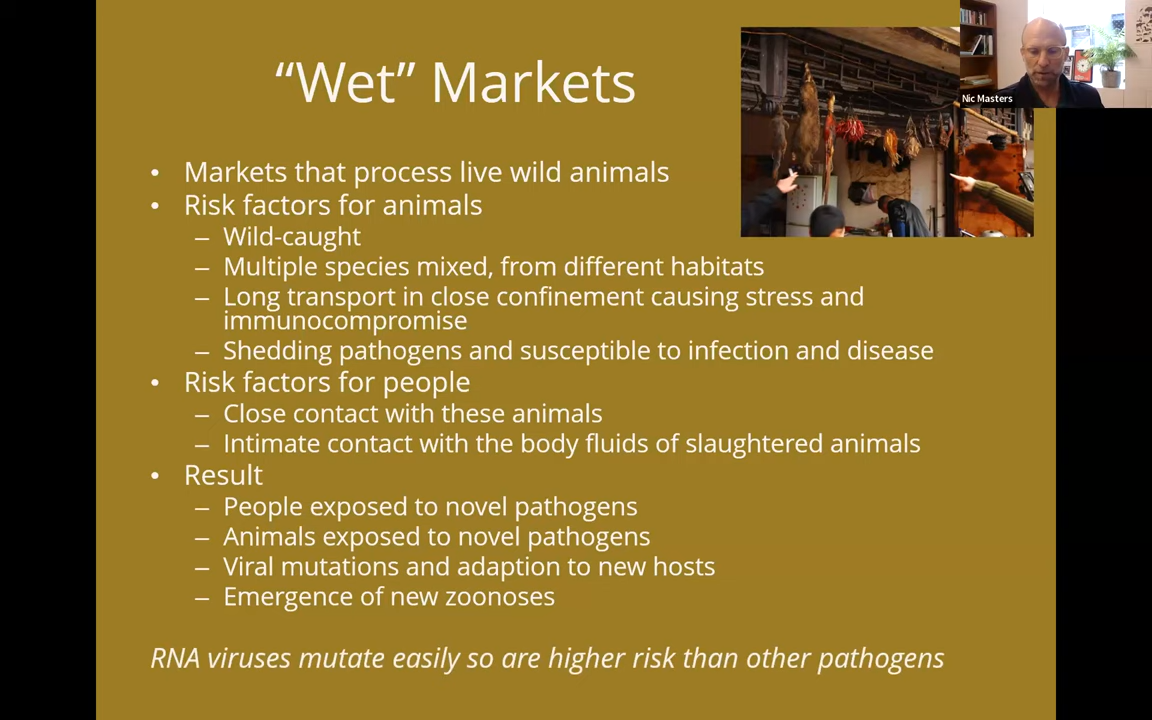 “Wet” Markets
Nic Masters
• Markets that process live wild animals
• Risk factors for animals
– Wild-caught
– Multiple species mixed, from different habitats
– Long transport in close confinement causing stress and
immunocompromise
– Shedding pathogens and susceptible to infection and disease
• Risk factors for people
– Close contact with these animals
– Intimate contact with the body fluids of slaughtered animals
• Result
– People exposed to novel pathogens
– Animals exposed to novel pathogens
– Viral mutations and adaption to new hosts
– Emergence of new zoonoses
RNA viruses mutate easily so are higher risk than other pathogens